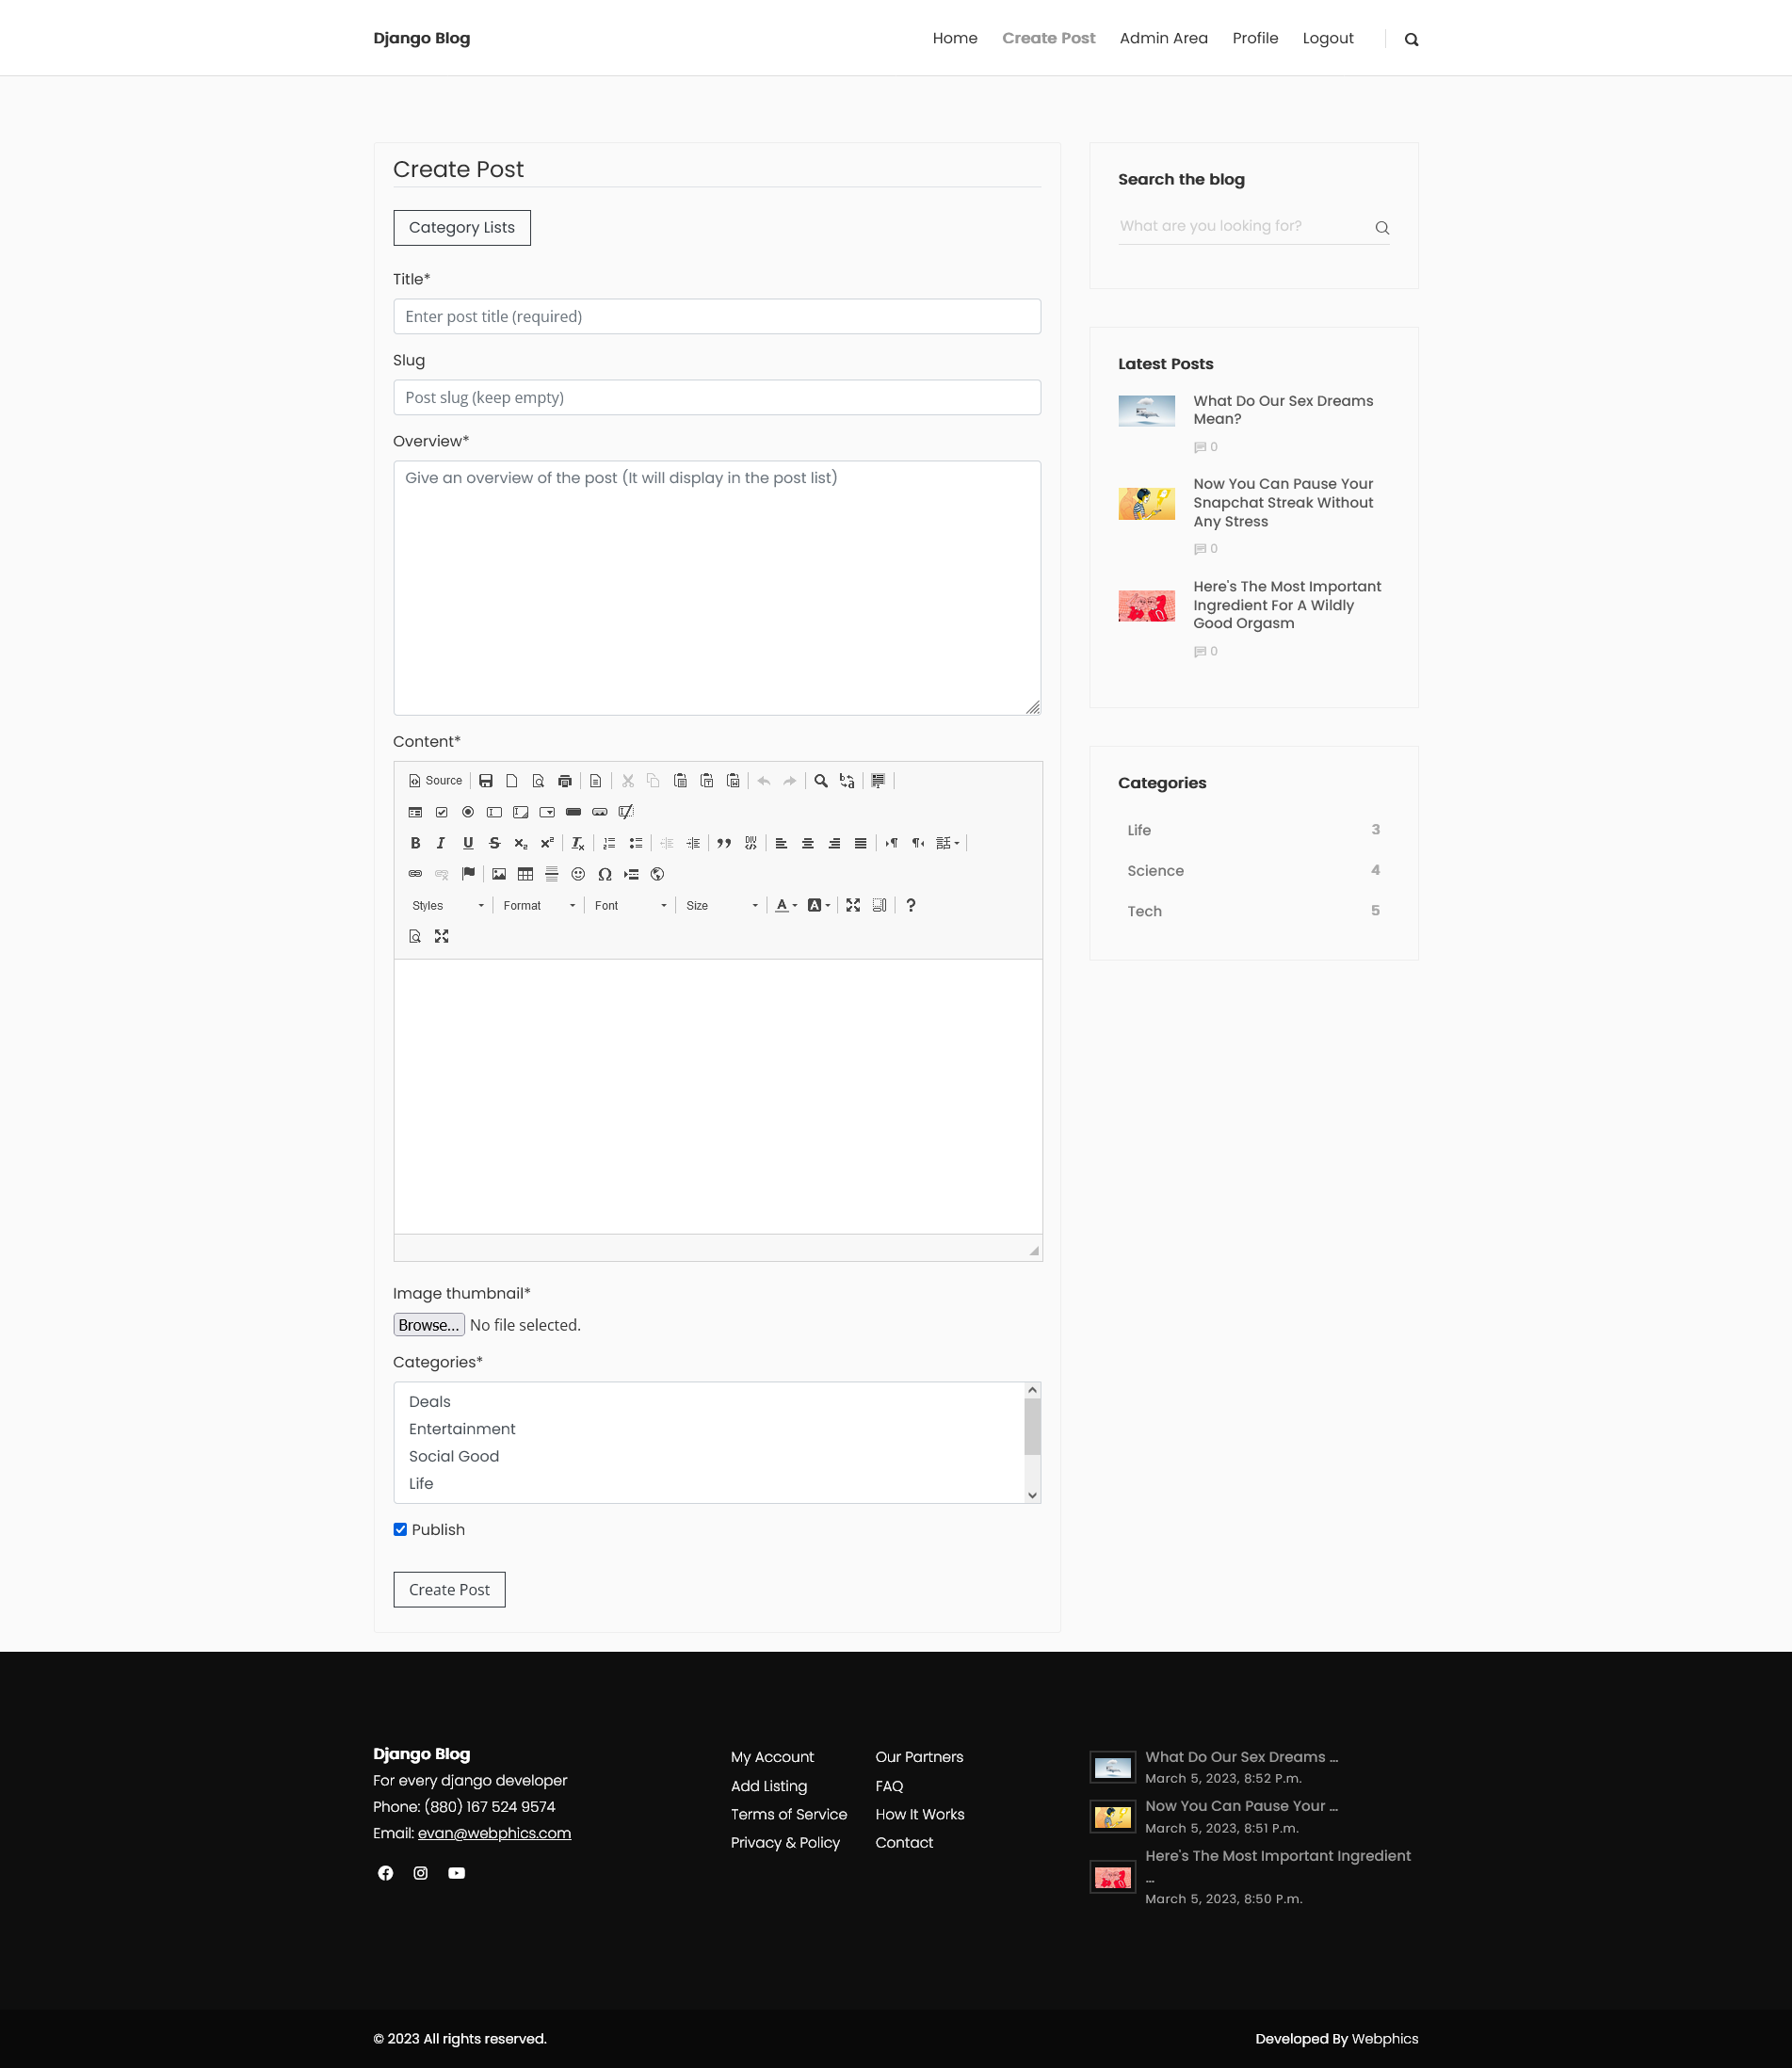 Django Blog
Home Create Post Admin Area Profile Logout
Create Post
Category Lists
Title*
Enter post title (required)
Slug
Post slug (keep empty)
Overview*
Give an overview of the post (It will display in the post list)
Content*
Source
Styles Format Font Size
Image thumbnail*
Browse... No file selected.
Categories*
Deals
Entertainment
Social Good
Life
Publish
Create Post
Search the blog
What are you looking for?
Latest Posts
What Do Our Sex Dreams
Mean?
0
Now You Can Pause Your
Snapchat Streak Without
Any Stress
0
Here's The Most Important
Ingredient For A Wildly
Good Orgasm
0
Categories
Life 3
Science 4
Tech 5
Django Blog
For every django developer
Phone: (880) 167 524 9574
Email: evan@webphics.com
My Account
Add Listing
Terms of Service
Privacy & Policy
Our Partners
FAQ
How It Works
Contact
What Do Our Sex Dreams ...
March 5, 2023, 8:52 P.m.
Now You Can Pause Your ...
March 5, 2023, 8:51 P.m.
Here's The Most Important Ingredient
...
March 5, 2023, 8:50 P.m.
© 2023 All rights reserved.
Developed By Webphics